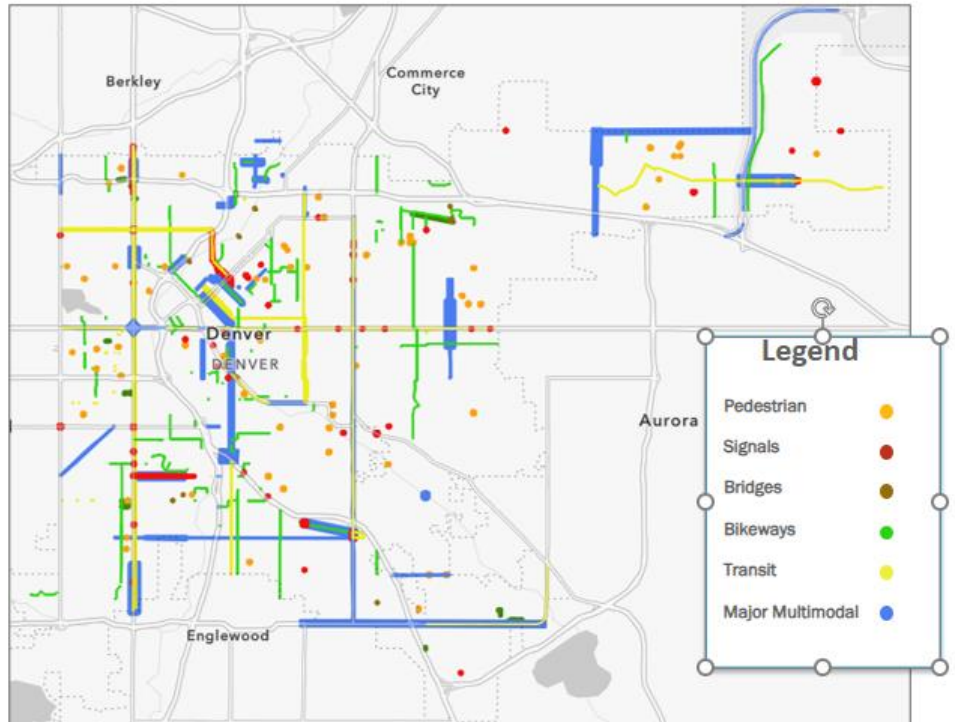 Berkley
Commerce
City
Denver
DENVER
Aurora
Englewood
Legend
Pedestrian
Signals
Bridges
Bikeways
Transit
Major Multimodal